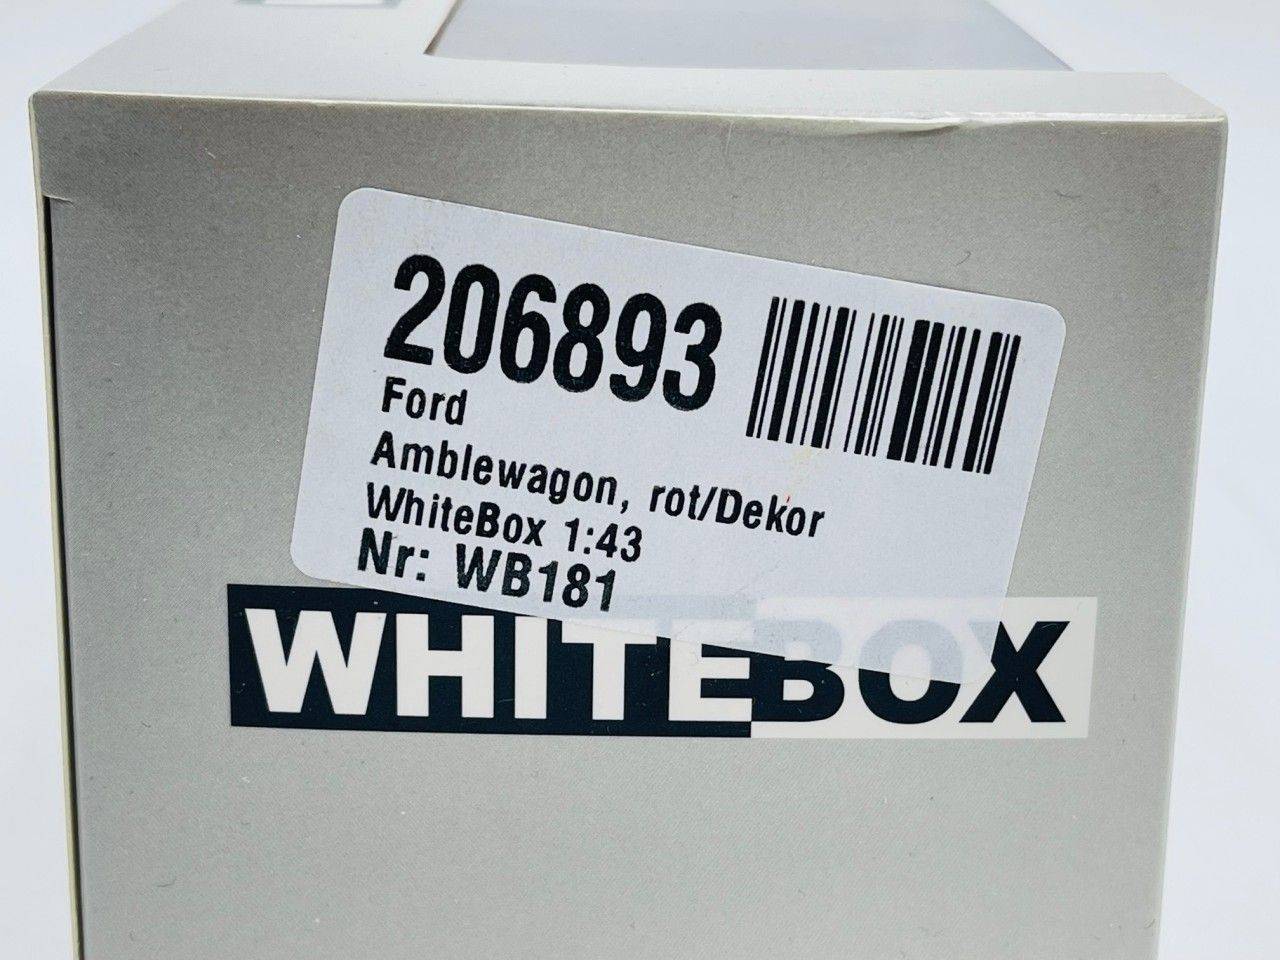 206893
Ford
Amblewagon, rot/Dekor
WhiteBox 1:43
Nr: WB181
WHITEBOX